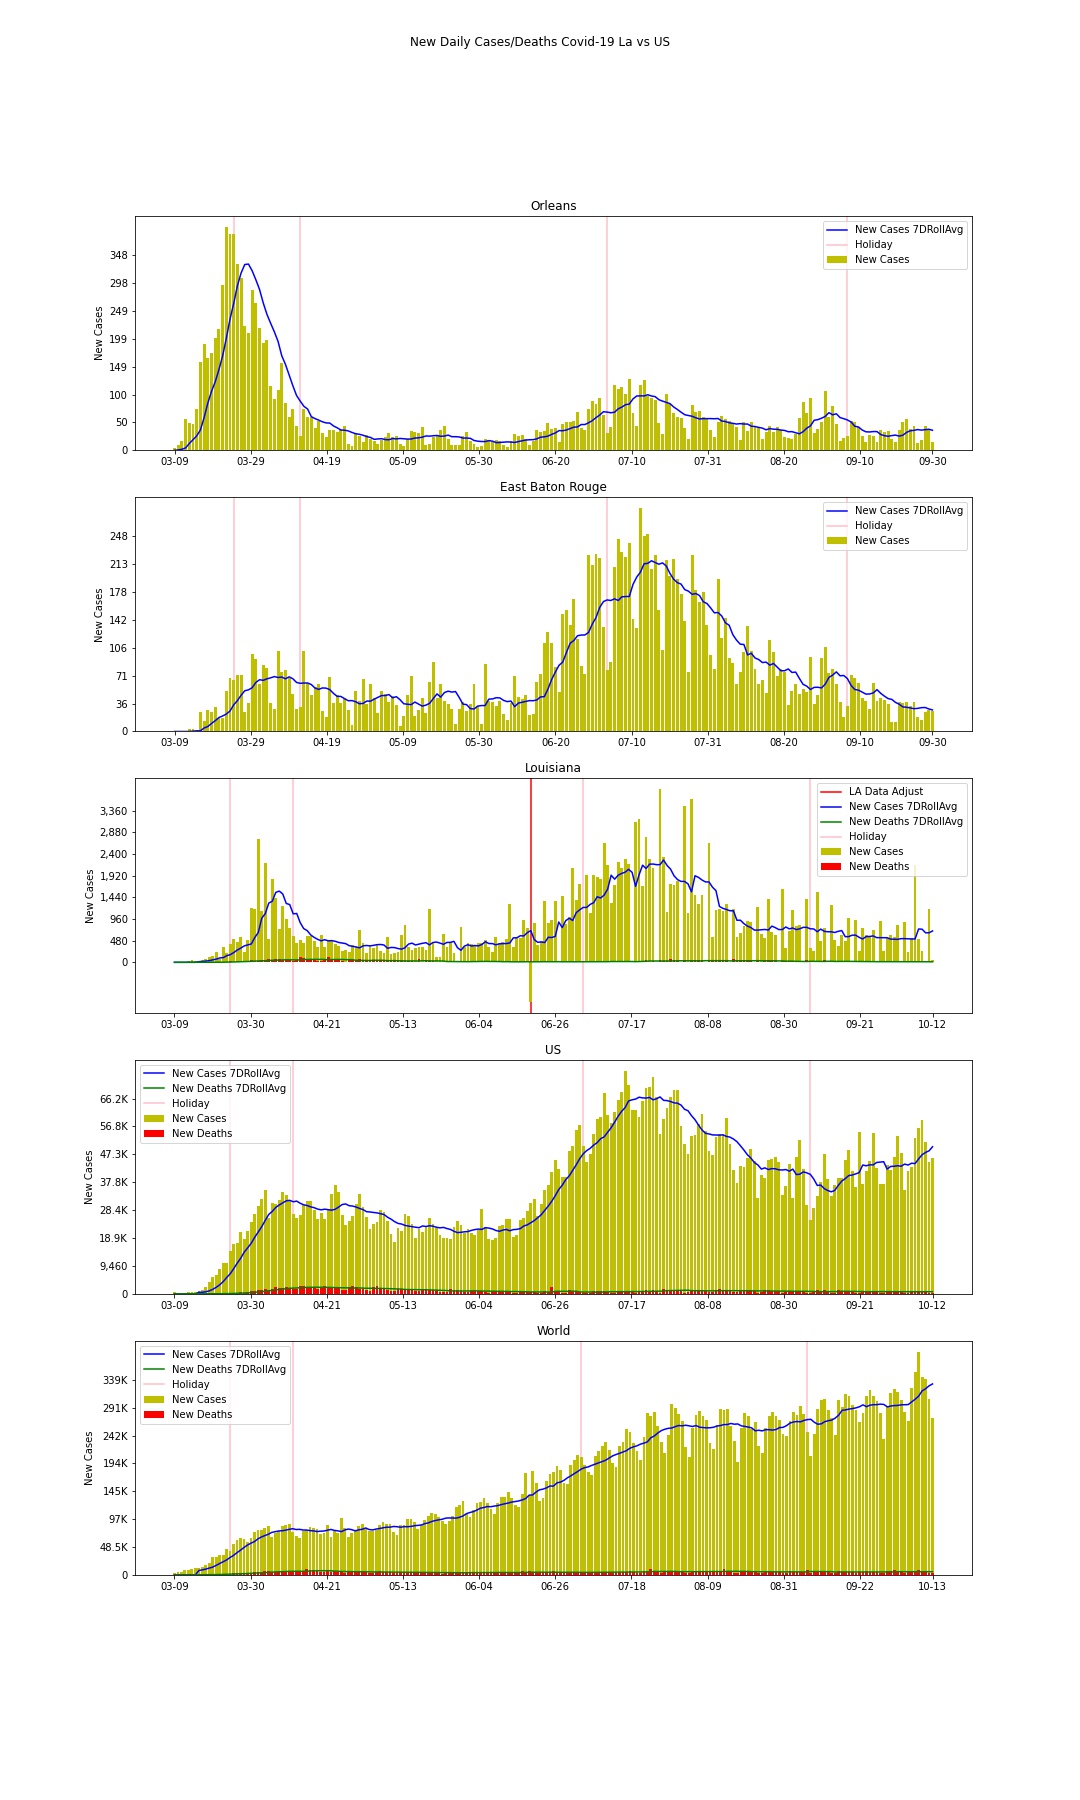 New Daily Cases/Deaths Covid-19 La vs US
Orleans
New Cases 7DRollAvg
Holiday
New Cases
348
298
249
199
149
100
50
0
New Cases
03-09 03-29 04-19 05-09 05-30 06-20 07-10 07-31 08-20 09-10 09-30
East Baton Rouge
New Cases 7DRollAvg
Holiday
New Cases
248
213
178
142
106
71
36
0
New Cases
03-09 03-29 04-19 05-09 05-30 06-20 07-10 07-31 08-20 09-10 09-30
Louisiana
LA Data Adjust
New Cases 7DRollAvg
New Deaths 7DRollAvg
Holiday
New Cases
New Deaths
3,360
2,880
2,400
1,920
1,440
960
480
0
New Cases
03-09 03-30 04-21 05-13 06-04 06-26 07-17 08-08 08-30 09-21 10-12
US
New Cases 7DRollAvg
New Deaths 7DRollAvg
Holiday
New Cases
New Deaths
66.2K
56.8K
47.3K
37.8K
28.4K
18.9K
9,460
0
New Cases
03-09 03-30 04-21 05-13 06-04 06-26 07-17 08-08 08-30 09-21 10-12
World
New Cases 7DRollAvg
New Deaths 7DRollAvg
Holiday
New Cases
New Deaths
339K
291K
242K
194K
145K
97K
48.5K
0
New Cases
03-09 03-30 04-21 05-13 06-04 06-26 07-18 08-09 08-31 09-22 10-13